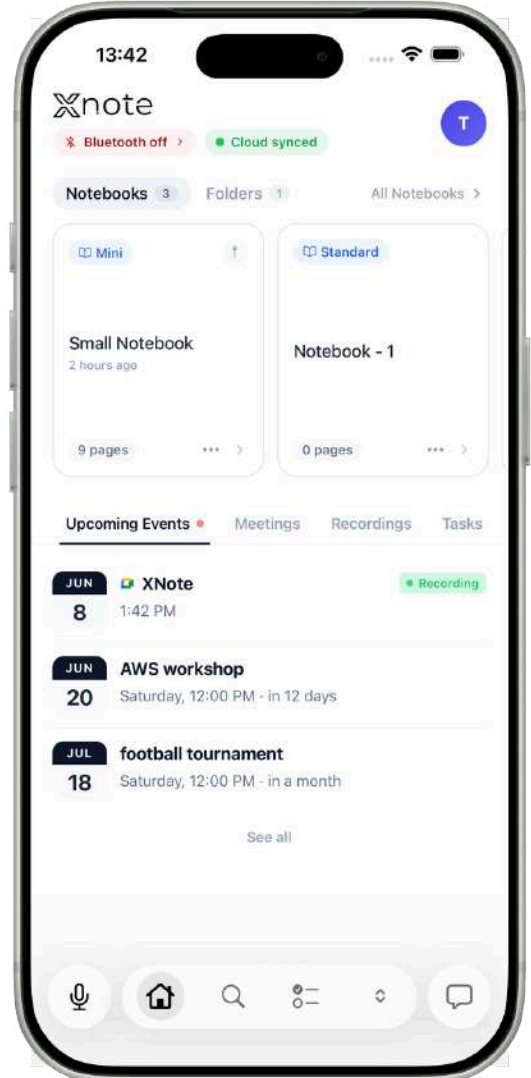 13:42
Xnote
Bluetooth off >
Cloud synced
T
Notebooks 3
Folders 1
All Notebooks >
Mini
Small Notebook
2 hours ago
9 pages
Standard
Notebook - 1
0 pages
Upcoming Events
Meetings
Recordings
Tasks
JUN
8
XNote
1:42 PM
Recording
JUN
20
AWS workshop
Saturday, 12:00 PM · in 12 days
JUL
18
football tournament
Saturday, 12:00 PM · in a month
See all